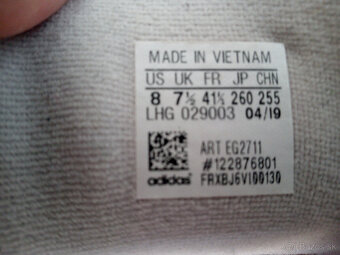 MADE IN VIETNAM
US UK FR JP CHN
8 7½ 41⅓ 260 255
LHG 029003 04/19
ART EG2711
#122876801
adidas FRXBJ6VI00130